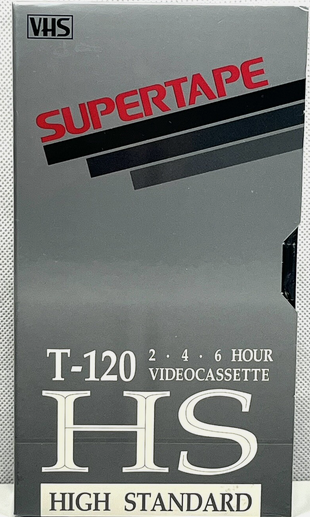 VHS
SUPERTAPE
T-120 2 · 4 · 6 HOUR
VIDEOCASSETTE
HS
HIGH STANDARD